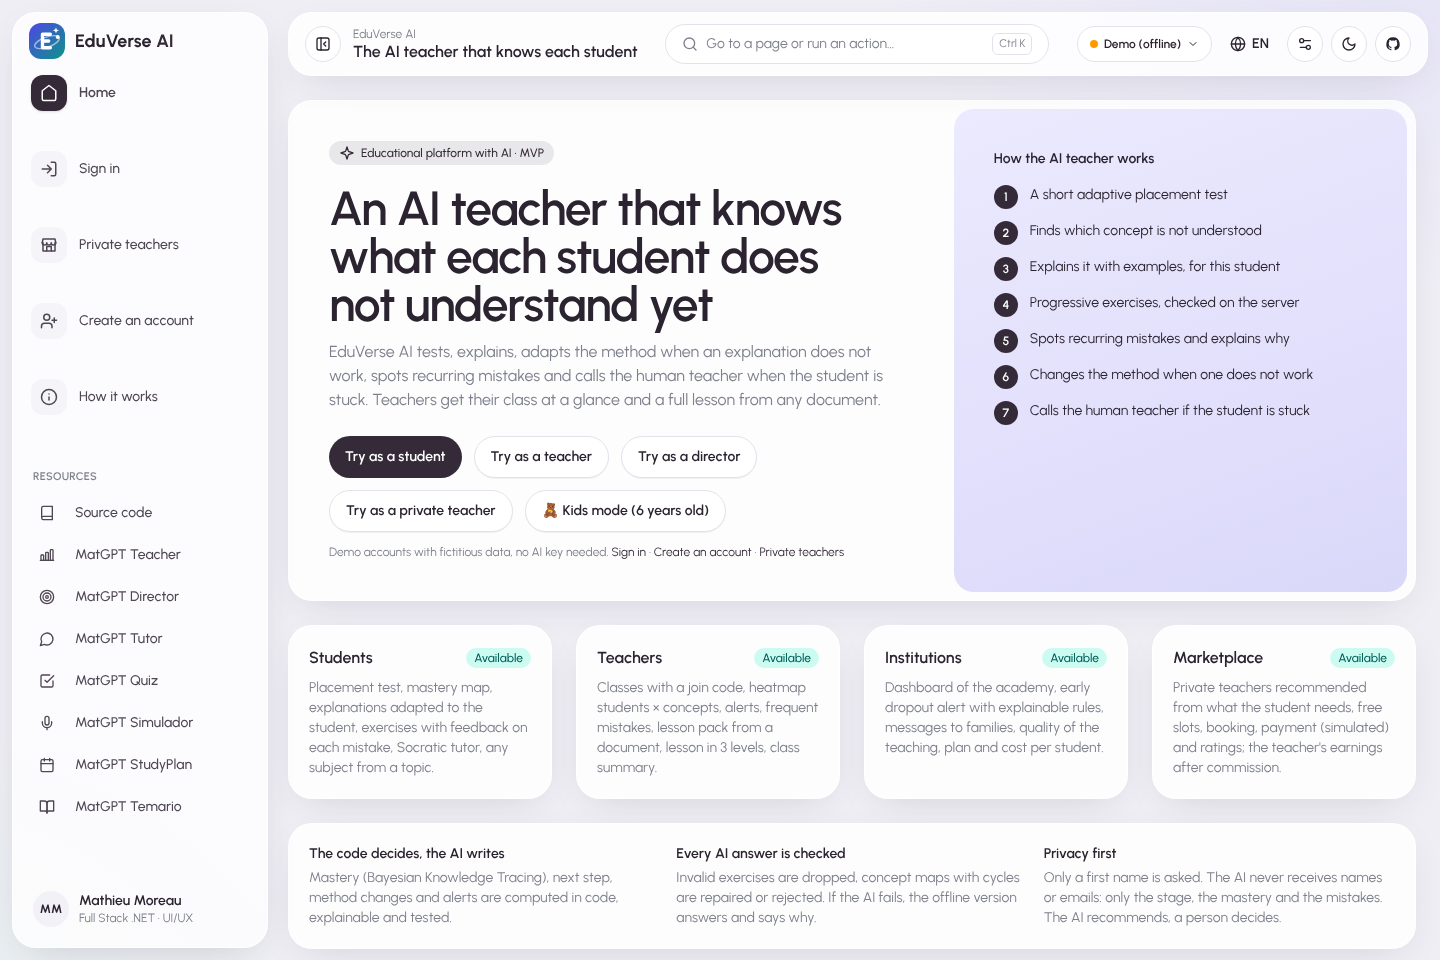 EduVerse AI
Home
Sign in
Private teachers
Create an account
How it works
RESOURCES
Source code
MatGPT Teacher
MatGPT Director
MatGPT Tutor
MatGPT Quiz
MatGPT Simulador
MatGPT StudyPlan
MatGPT Temario
MM
Mathieu Moreau
Full Stack .NET · UI/UX
EduVerse AI
The AI teacher that knows each student
Go to a page or run an action...
Ctrl K
Demo (offline)
EN
Educational platform with AI · MVP
An AI teacher that knows
what each student does
not understand yet
EduVerse AI tests, explains, adapts the method when an explanation does not
work, spots recurring mistakes and calls the human teacher when the student is
stuck. Teachers get their class at a glance and a full lesson from any document.
Try as a student
Try as a teacher
Try as a director
Try as a private teacher
🧸 Kids mode (6 years old)
Demo accounts with fictitious data, no AI key needed. Sign in · Create an account · Private teachers
How the AI teacher works
1 A short adaptive placement test
2 Finds which concept is not understood
3 Explains it with examples, for this student
4 Progressive exercises, checked on the server
5 Spots recurring mistakes and explains why
6 Changes the method when one does not work
7 Calls the human teacher if the student is stuck
Students
Available
Placement test, mastery map,
explanations adapted to the
student, exercises with feedback on
each mistake, Socratic tutor, any
subject from a topic.
Teachers
Available
Classes with a join code, heatmap
students × concepts, alerts, frequent
mistakes, lesson pack from a
document, lesson in 3 levels, class
summary.
Institutions
Available
Dashboard of the academy, early
dropout alert with explainable rules,
messages to families, quality of the
teaching, plan and cost per student.
Marketplace
Available
Private teachers recommended
from what the student needs, free
slots, booking, payment (simulated)
and ratings; the teacher's earnings
after commission.
The code decides, the AI writes
Mastery (Bayesian Knowledge Tracing), next step,
method changes and alerts are computed in code,
explainable and tested.
Every AI answer is checked
Invalid exercises are dropped, concept maps with cycles
are repaired or rejected. If the AI fails, the offline version
answers and says why.
Privacy first
Only a first name is asked. The AI never receives names
or emails: only the stage, the mastery and the mistakes.
The AI recommends, a person decides.